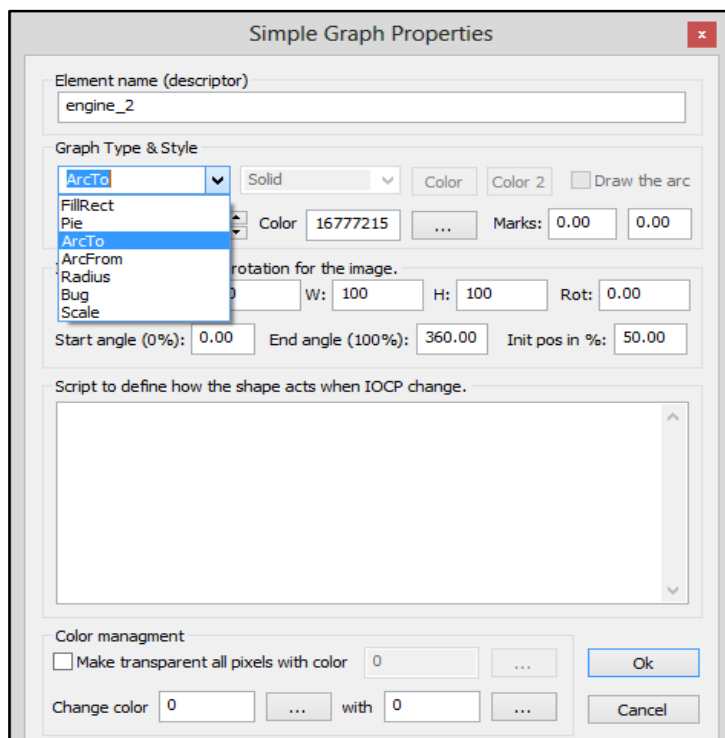 Simple Graph Properties
x
Element name (descriptor)
engine_2
Graph Type & Style
ArcTo Solid Color Color 2 Draw the arc
FillRect
Pie
ArcTo
ArcFrom
Radius
Bug
Scale
Color 16777215 ... Marks: 0.00 0.00
rotation for the image.
W: 100 H: 100 Rot: 0.00
Start angle (0%): 0.00 End angle (100%): 360.00 Init pos in %: 50.00
Script to define how the shape acts when IOCP change.
Color managment
Make transparent all pixels with color 0 ...
Ok
Change color 0 ... with 0 ...
Cancel